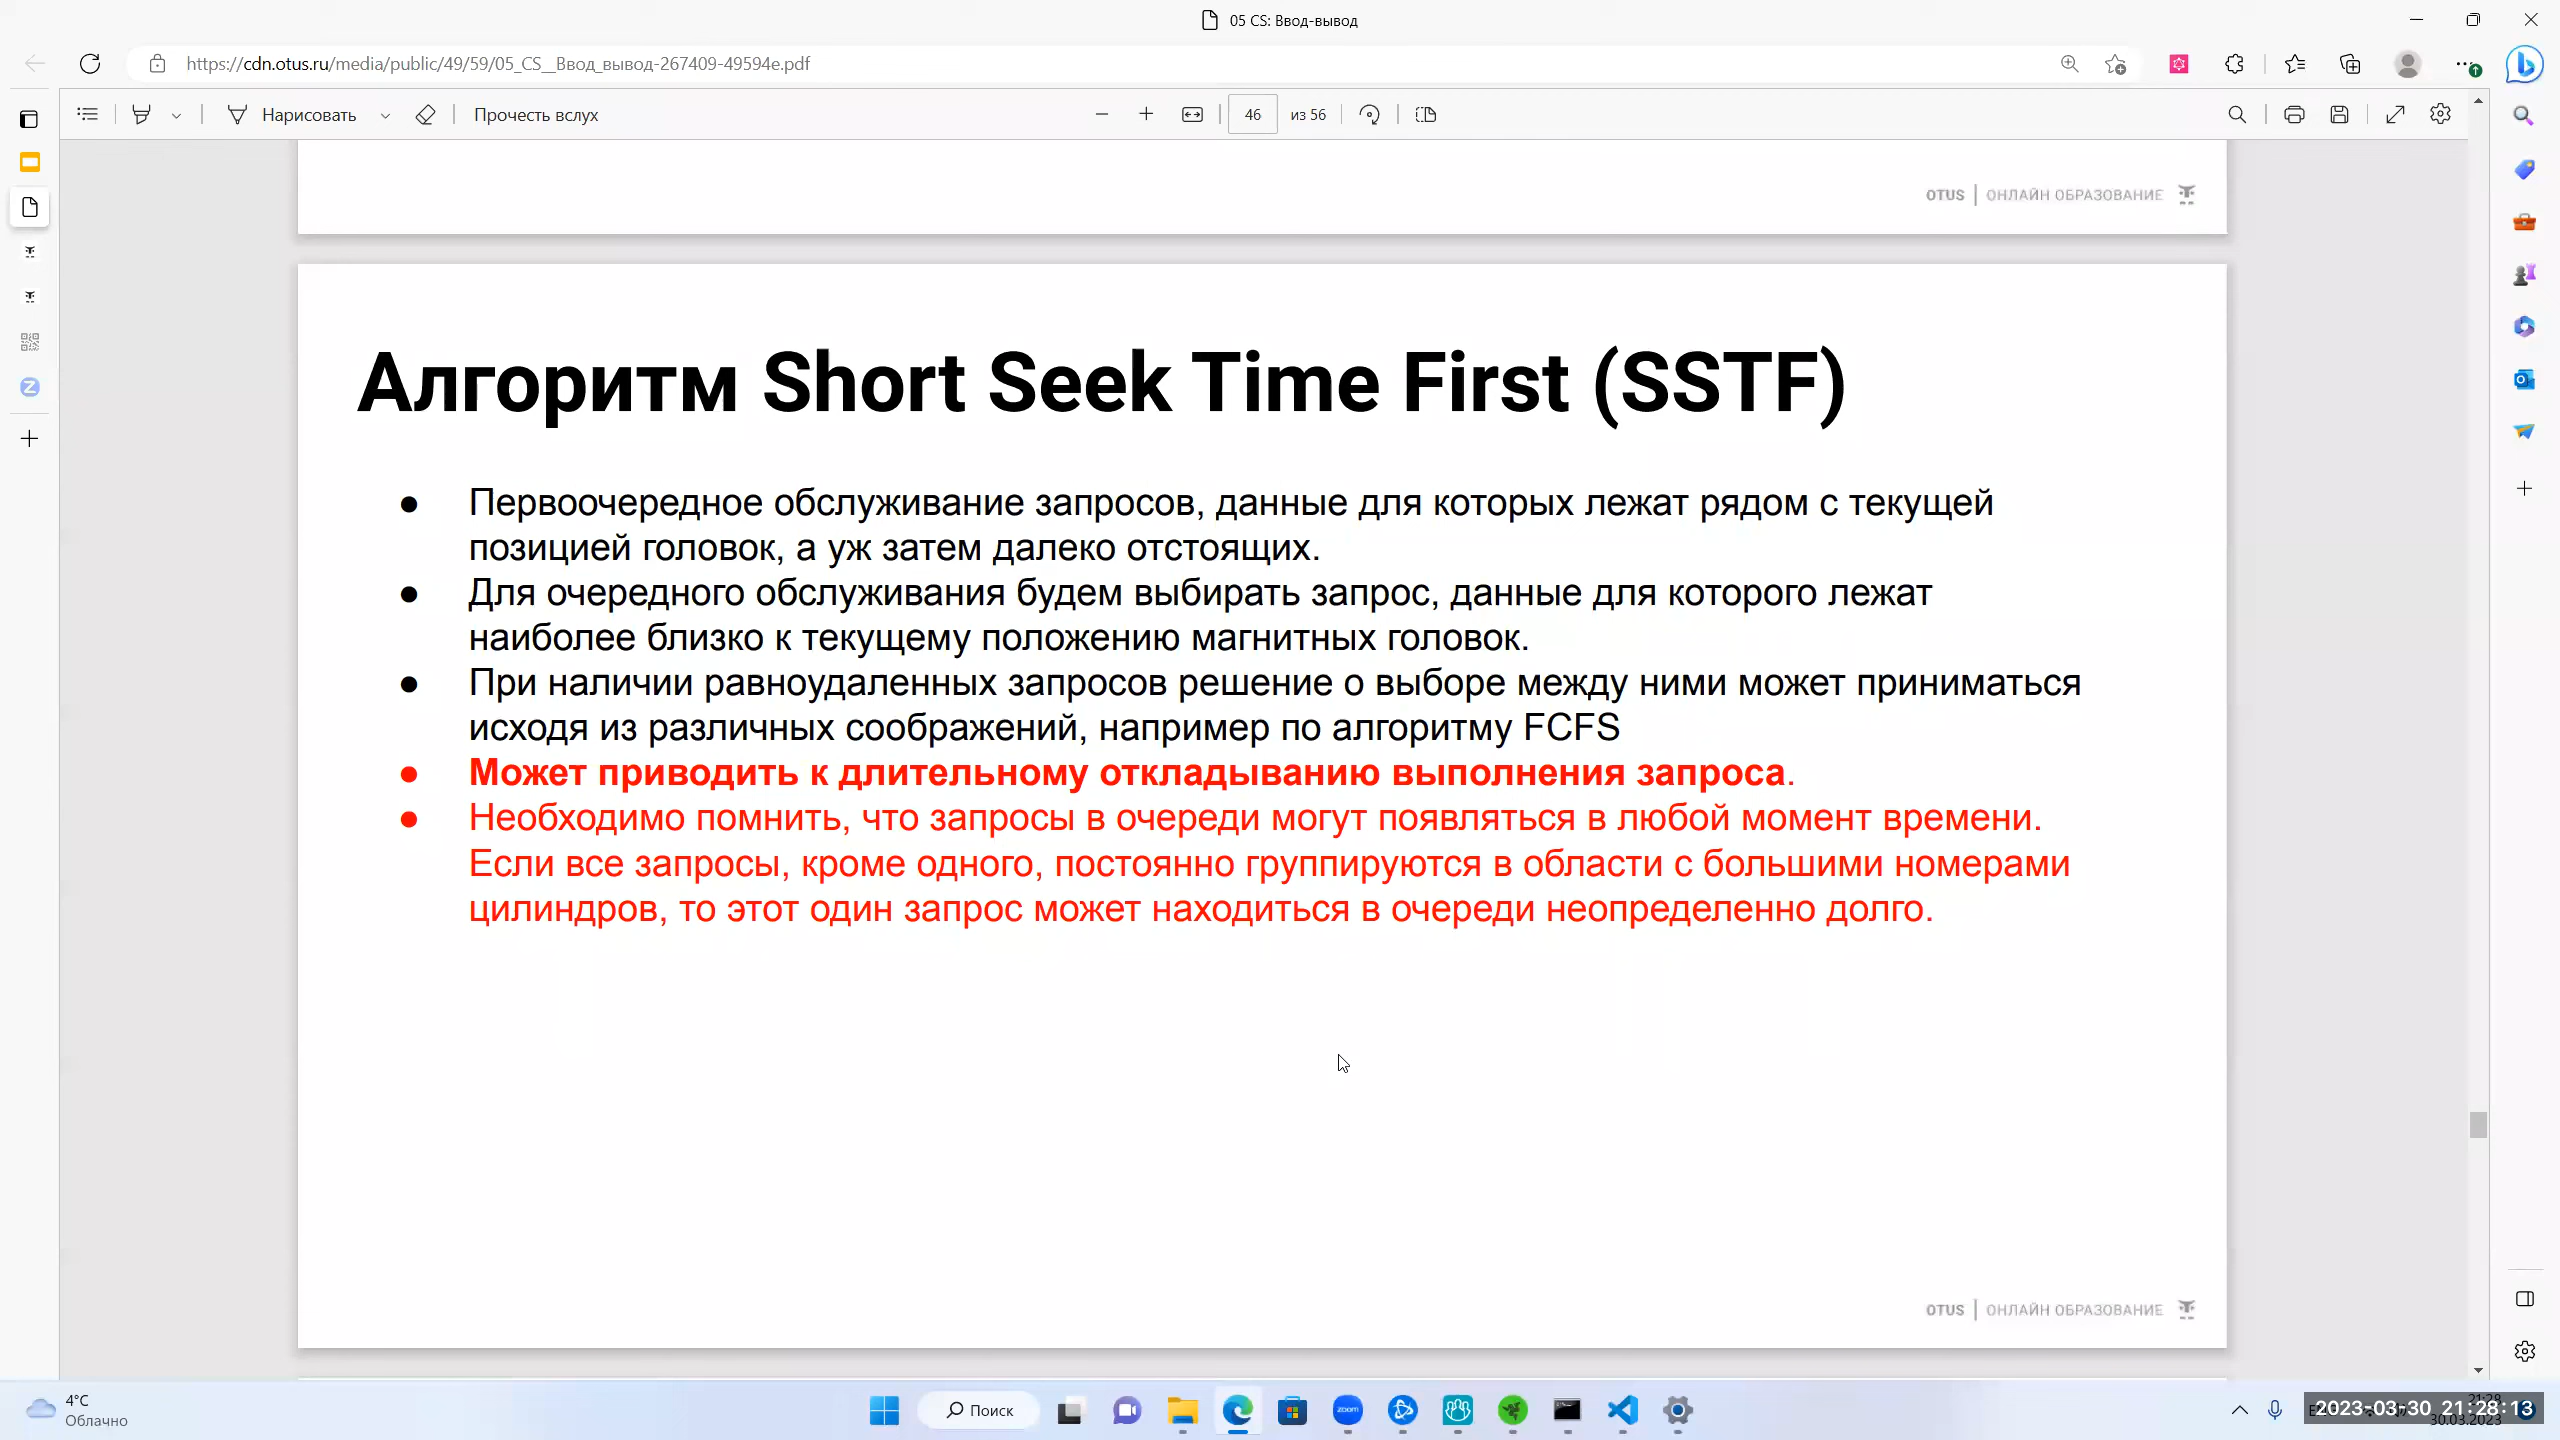 05 CS: Ввод-вывод
https://cdn.otus.ru/media/public/49/59/05_CS__Ввод_вывод-267409-49594e.pdf
Нарисовать
Прочесть вслух
46
из 56
OTUS | ОНЛАЙН ОБРАЗОВАНИЕ
Алгоритм Short Seek Time First (SSTF)
● Первоочередное обслуживание запросов, данные для которых лежат рядом с текущей
позицией головок, а уж затем далеко отстоящих.
● Для очередного обслуживания будем выбирать запрос, данные для которого лежат
наиболее близко к текущему положению магнитных головок.
● При наличии равноудаленных запросов решение о выборе между ними может приниматься
исходя из различных соображений, например по алгоритму FCFS
● Может приводить к длительному откладыванию выполнения запроса.
● Необходимо помнить, что запросы в очереди могут появляться в любой момент времени.
Если все запросы, кроме одного, постоянно группируются в области с большими номерами
цилиндров, то этот один запрос может находиться в очереди неопределенно долго.
OTUS | ОНЛАЙН ОБРАЗОВАНИЕ
4°C
Облачно
Поиск
zoom
21:28
2023-03-30 21:28:13
30.03.2023